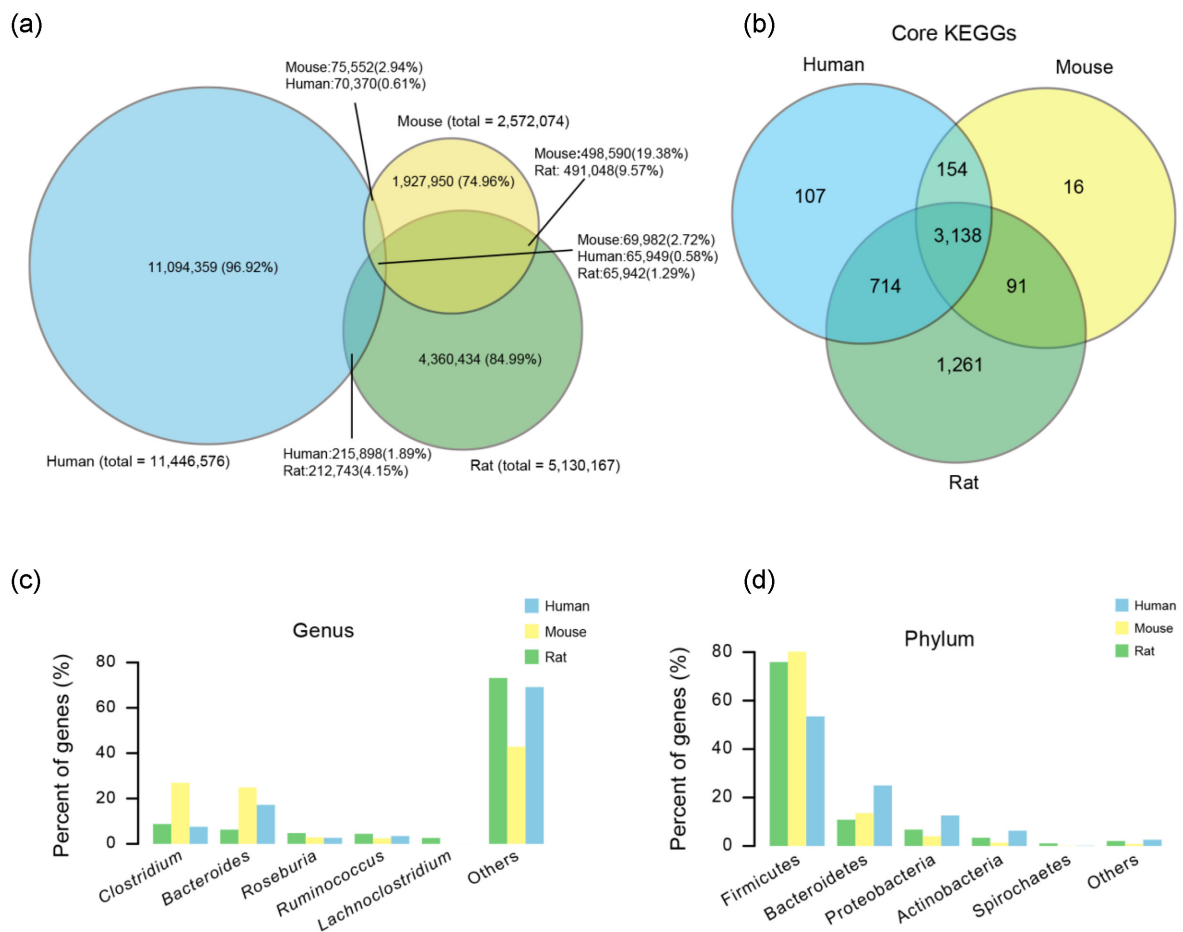 (a)
Mouse:75,552(2.94%)
Human:70,370(0.61%)
Mouse (total = 2,572,074)
Mouse:498,590(19.38%)
Rat: 491,048(9.57%)
1,927,950 (74.96%)
Mouse:69,982(2.72%)
Human:65,949(0.58%)
Rat:65,942(1.29%)
11,094,359 (96.92%)
4,360,434 (84.99%)
Human:215,898(1.89%)
Rat:212,743(4.15%)
Human (total = 11,446,576)
Rat (total = 5,130,167)
(b)
Core KEGGs
Human
Mouse
107
154
16
3,138
714
91
1,261
Rat
(c)
Genus
Human
Mouse
Rat
Percent of genes (%)
80
60
40
20
0
Clostridium
Bacteroides
Roseburia
Ruminococcus
Lachnoclostridium
Others
(d)
Phylum
Human
Mouse
Rat
Percent of genes (%)
80
60
40
20
0
Firmicutes
Bacteroidetes
Proteobacteria
Actinobacteria
Spirochaetes
Others